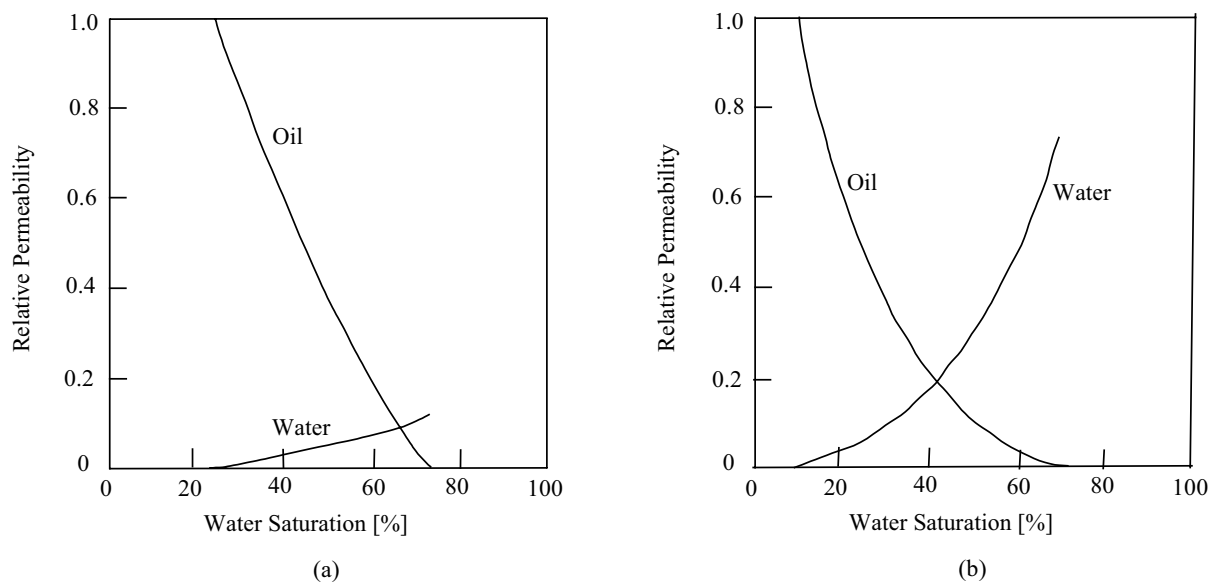 1.0
0.8
0.6
0.4
0.2
0
Relative Permeability
Oil
Water
0 20 40 60 80 100
Water Saturation [%]
(a)
1.0
0.8
0.6
0.4
0.2
0
Relative Permeability
Oil
Water
0 20 40 60 80 100
Water Saturation [%]
(b)